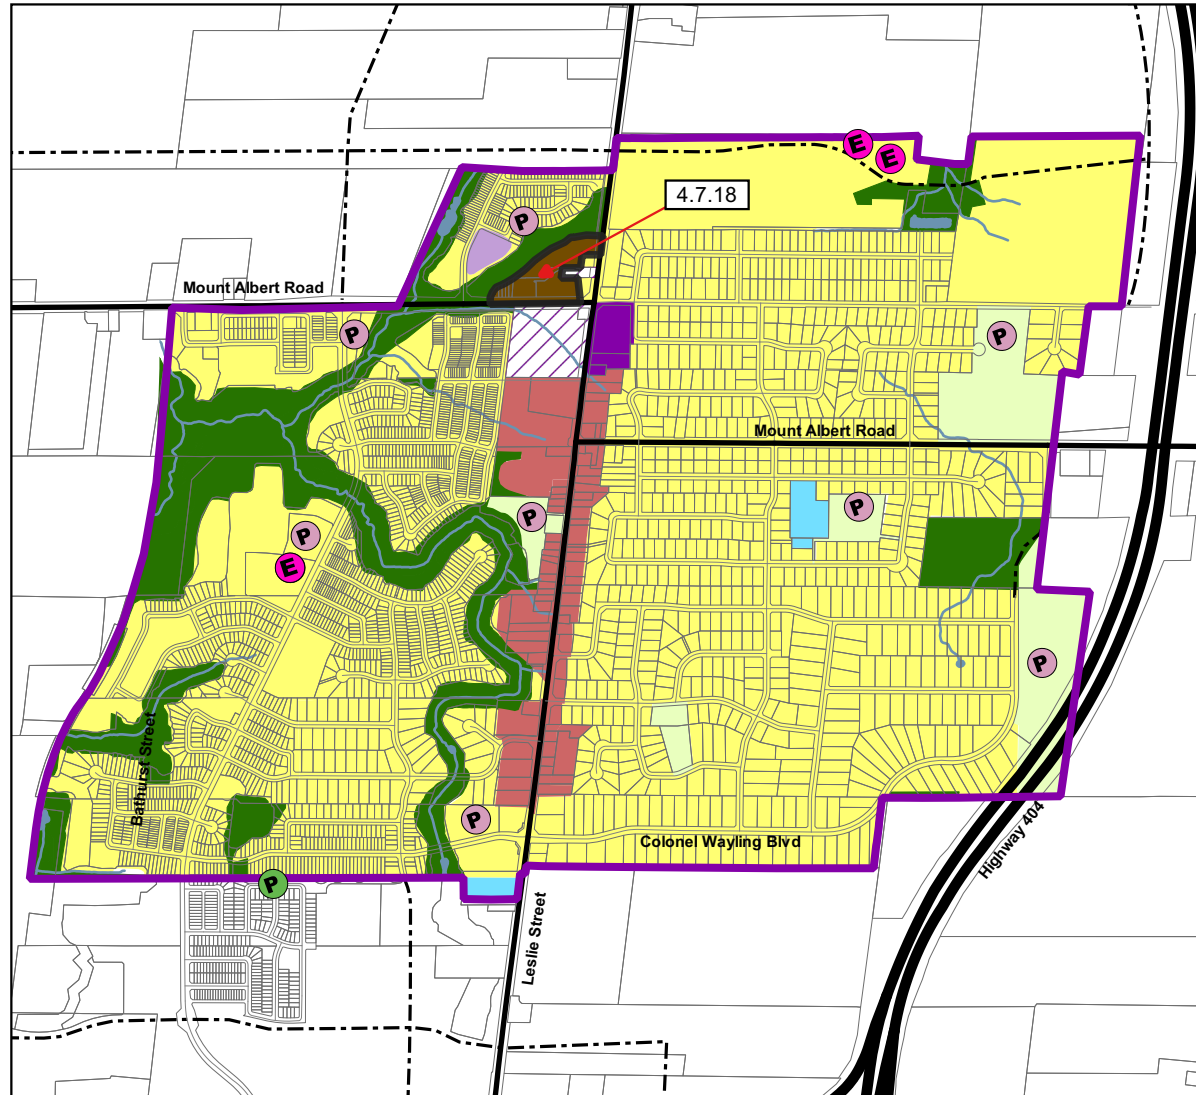 E
E
4.7.18
P
Mount Albert Road
P
P
Mount Albert Road
P
P
P
E
P
Bathurst Street
P
Colonel Wayling Blvd
Highway 404
P
Leslie Street